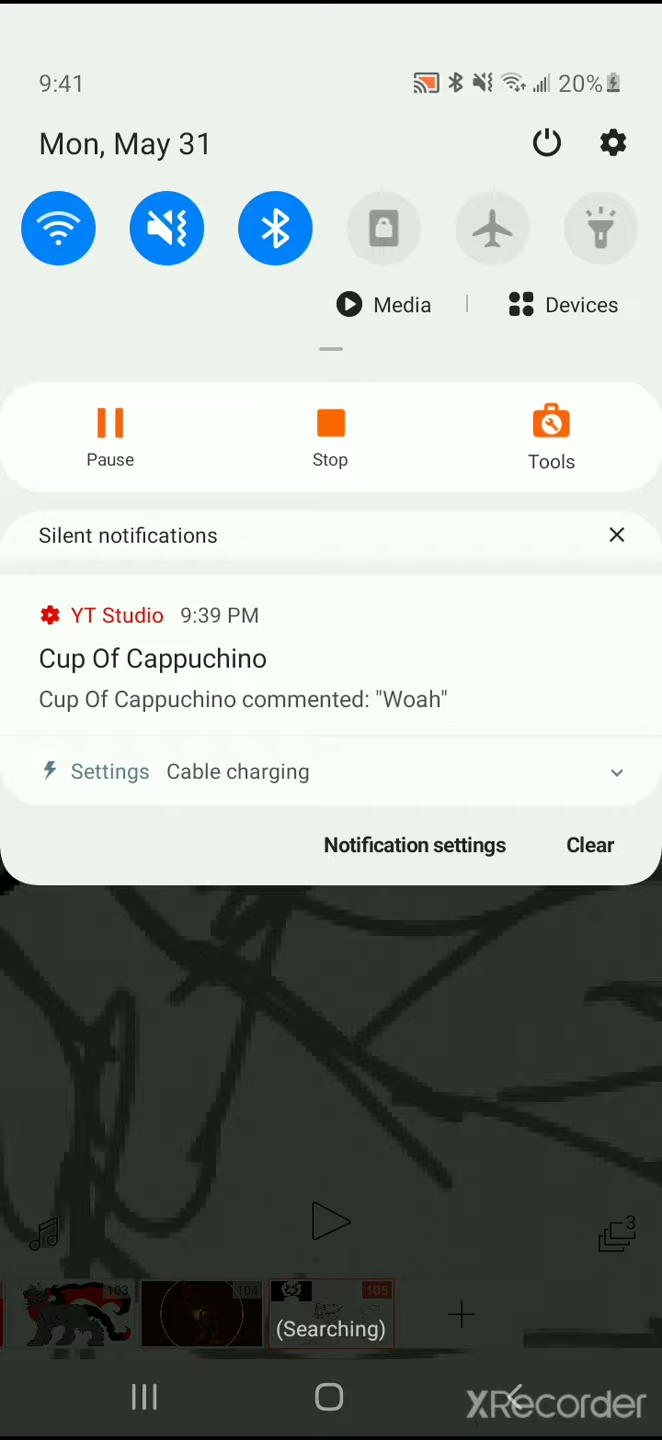 9:41
20%
Mon, May 31
Media
Devices
Pause
Stop
Tools
Silent notifications
YT Studio 9:39 PM
Cup Of Cappuchino
Cup Of Cappuchino commented: "Woah"
Settings Cable charging
Notification settings
Clear
3
103
104
105
(Searching)
XRecorder